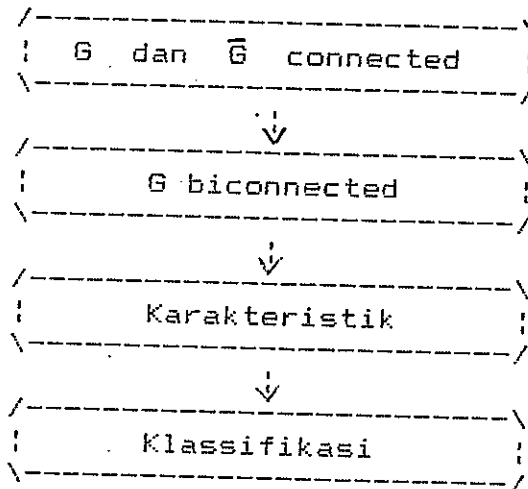 G dan G̅ connected
G biconnected
Karakteristik
Klassifikasi